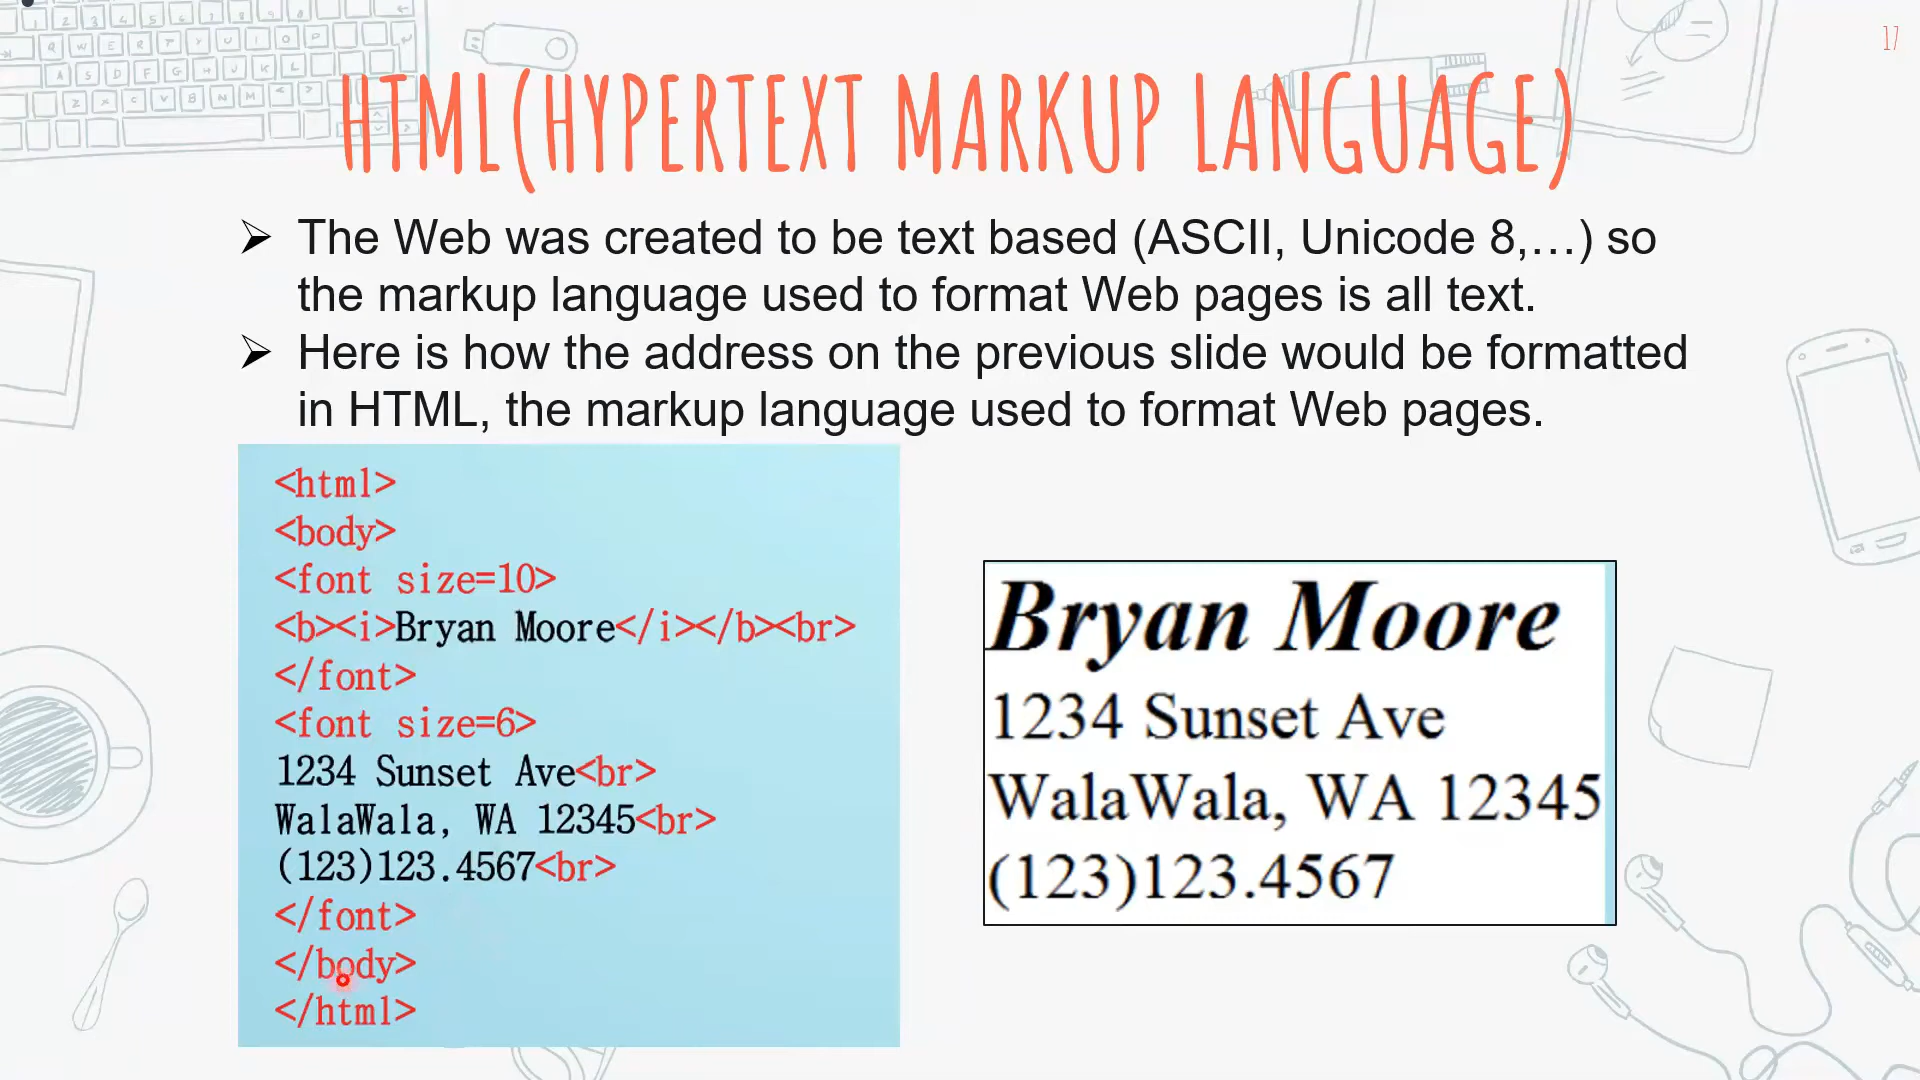 17
HTML(HYPERTEXT MARKUP LANGUAGE)
➢ The Web was created to be text based (ASCII, Unicode 8,…) so
the markup language used to format Web pages is all text.
➢ Here is how the address on the previous slide would be formatted
in HTML, the markup language used to format Web pages.
<html>
<body>
<font size=10>
<b><i>Bryan Moore</i></b><br>
</font>
<font size=6>
1234 Sunset Ave<br>
WalaWala, WA 12345<br>
(123)123.4567<br>
</font>
</body>
</html>
Bryan Moore
1234 Sunset Ave
WalaWala, WA 12345
(123)123.4567